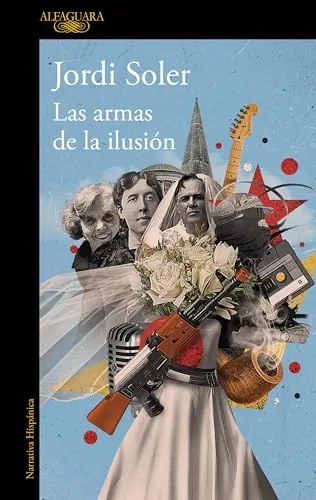 ALFAGUARA
Jordi Soler
Las armas
de la ilusión
Narrativa Hispánica